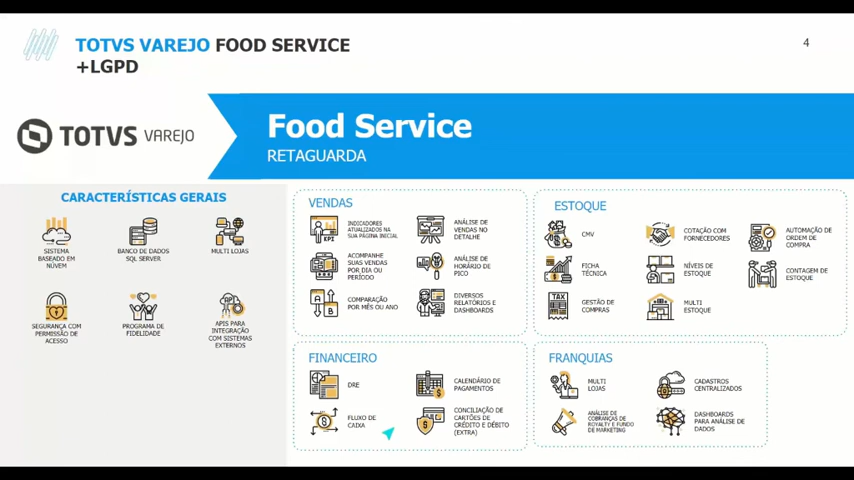 TOTVS VAREJO FOOD SERVICE
+LGPD
4
TOTVS VAREJO
Food Service
RETAGUARDA
CARACTERÍSTICAS GERAIS
SISTEMA
BASEADO EM
NUVEM
BANCO DE DADOS
SQL SERVER
MULTI LOJAS
SEGURANÇA COM
PERMISSÃO DE
ACESSO
PROGRAMA DE
FIDELIDADE
API
APIS PARA
INTEGRAÇÃO
COM SISTEMAS
EXTERNOS
VENDAS
KPI
INDICADORES
ATUALIZADOS NA
SUA PÁGINA INICIAL
ANÁLISE DE
VENDAS NO
DETALHE
ACOMPANHE
SUAS VENDAS
POR DIA OU
PERÍODO
ANÁLISE DE
HORÁRIO DE
PICO
A
B
COMPARAÇÃO
POR MÊS OU ANO
DIVERSOS
RELATÓRIOS E
DASHBOARDS
ESTOQUE
CMV
COTAÇÃO COM
FORNECEDORES
AUTOMAÇÃO DE
ORDEM DE
COMPRA
FICHA
TÉCNICA
NÍVEIS DE
ESTOQUE
CONTAGEM DE
ESTOQUE
TAX
GESTÃO DE
COMPRAS
MULTI
ESTOQUE
FINANCEIRO
DRE
CALENDÁRIO DE
PAGAMENTOS
FLUXO DE
CAIXA
CONCILIAÇÃO DE
CARTÕES DE
CRÉDITO E DÉBITO
(EXTRA)
FRANQUIAS
MULTI
LOJAS
CADASTROS
CENTRALIZADOS
ANÁLISE DE
COBRANÇAS DE
ROYALTY E FUNDO
DE MARKETING
DASHBOARDS
PARA ANÁLISE DE
DADOS